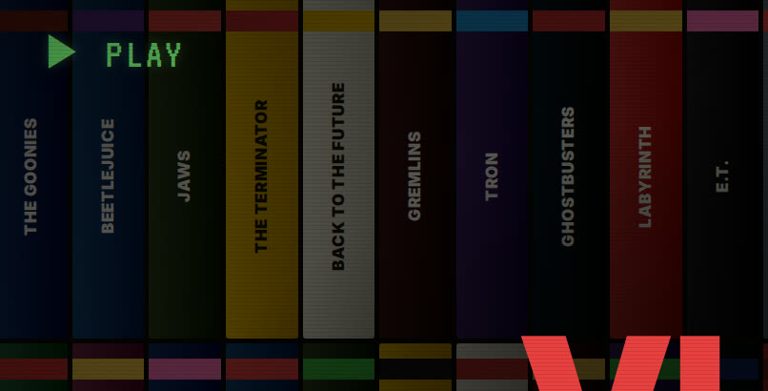 PLAY
THE GOONIES
BEETLEJUICE
JAWS
THE TERMINATOR
BACK TO THE FUTURE
GREMLINS
TRON
GHOSTBUSTERS
LABYRINTH
E.T.